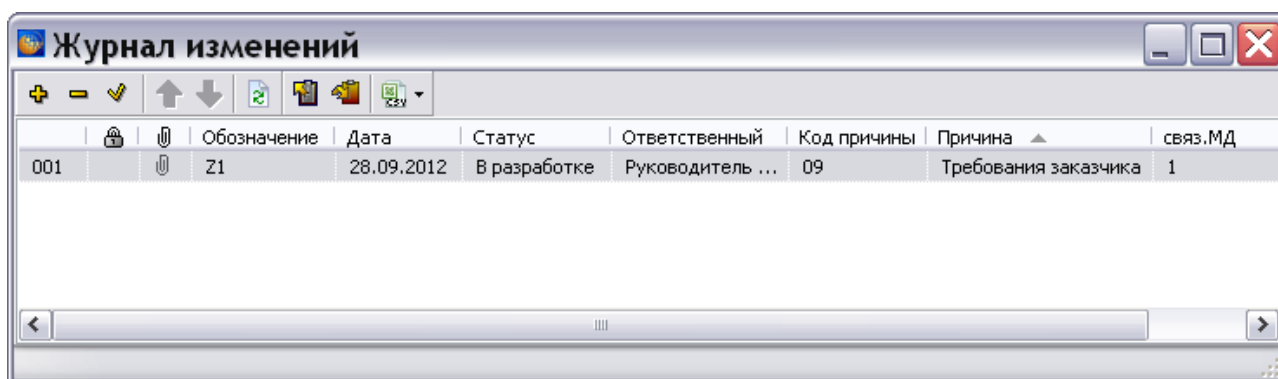 Журнал изменений
CSV
Обозначение Дата Статус Ответственный Код причины Причина связ.МД
001 Z1 28.09.2012 В разработке Руководитель ... 09 Требования заказчика 1